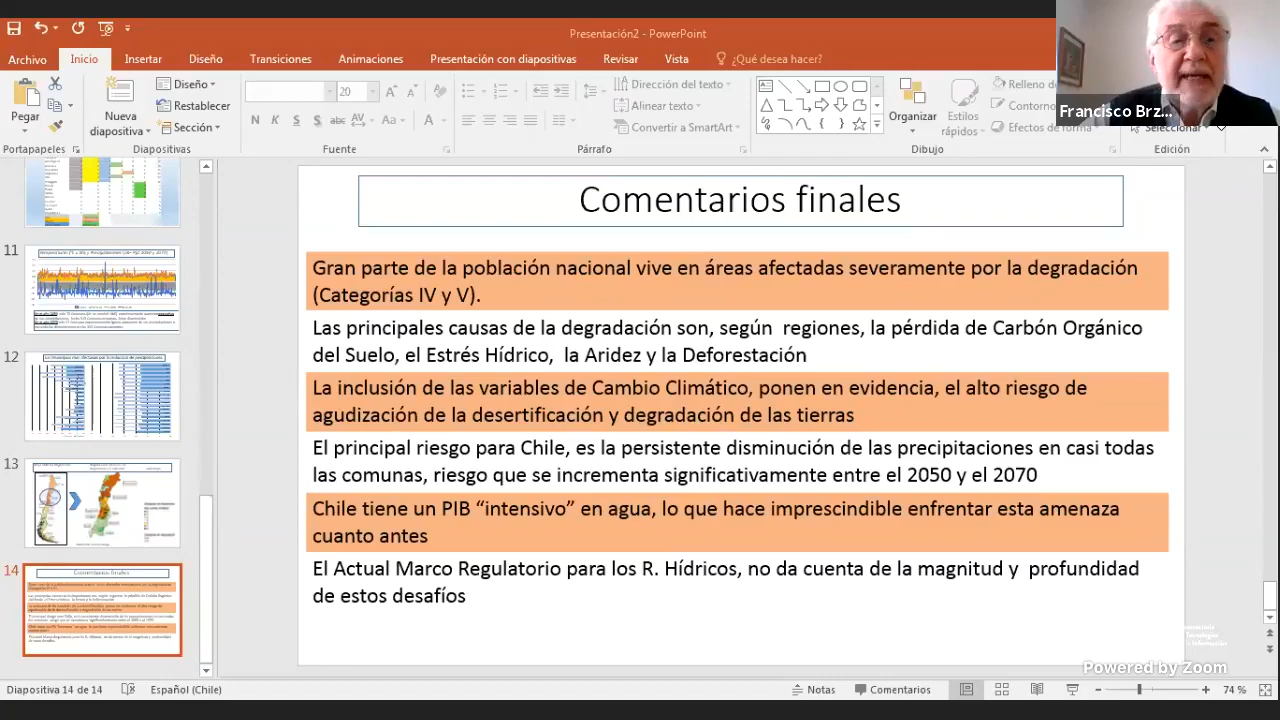 Presentación2 - PowerPoint
Archivo
Inicio
Insertar
Diseño
Transiciones
Animaciones
Presentación con diapositivas
Revisar
Vista
¿Qué desea hacer?
Pegar
Portapapeles
Nueva
diapositiva
Diseño
Restablecer
Sección
Diapositivas
20
N K S S abc AV Aa A
Fuente
Párrafo
Dirección del texto
Alinear texto
Convertir a SmartArt
Organizar
Estilos
rápidos
Relleno de
Contorno
Efectos de forma
Dibujo
Seleccionar
Edición
Francisco Brz...
11
12
13
14
Comentarios finales
Gran parte de la población nacional vive en áreas afectadas severamente por la degradación
(Categorías IV y V).
Las principales causas de la degradación son, según regiones, la pérdida de Carbón Orgánico
del Suelo, el Estrés Hídrico, la Aridez y la Deforestación
La inclusión de las variables de Cambio Climático, ponen en evidencia, el alto riesgo de
agudización de la desertificación y degradación de las tierras
El principal riesgo para Chile, es la persistente disminución de las precipitaciones en casi todas
las comunas, riesgo que se incrementa significativamente entre el 2050 y el 2070
Chile tiene un PIB “intensivo” en agua, lo que hace imprescindible enfrentar esta amenaza
cuanto antes
El Actual Marco Regulatorio para los R. Hídricos, no da cuenta de la magnitud y profundidad
de estos desafíos
Powered by Zoom
Diapositiva 14 de 14
Español (Chile)
Notas
Comentarios
74 %